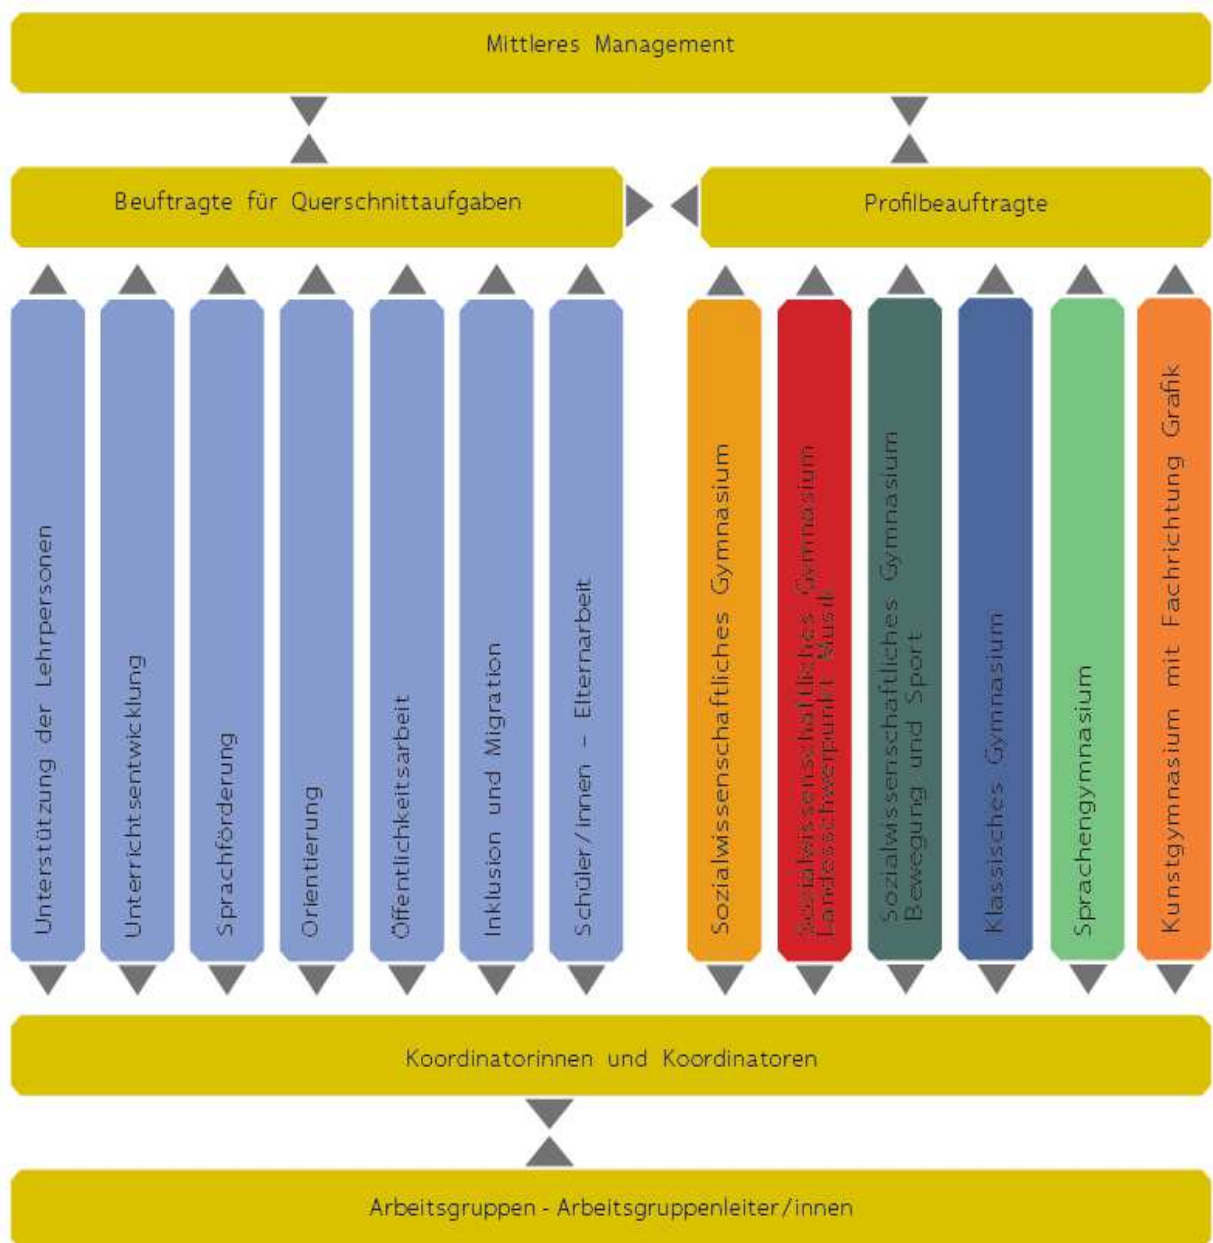 Mittleres Management
Beuftragte für Querschnittaufgaben
Profilbeauftragte
Unterstützung der Lehrpersonen
Unterrichtsentwicklung
Sprachförderung
Orientierung
Öffentlichkeitsarbeit
Inklusion und Migration
Schüler/innen – Elternarbeit
Sozialwissenschaftliches Gymnasium
Sozialwissenschaftliches Gymnasium
Landesschwerpunkt Musik
Sozialwissenschaftliches Gymnasium
Bewegung und Sport
Klassisches Gymnasium
Sprachengymnasium
Kunstgymnasium mit Fachrichtung Grafik
Koordinatorinnen und Koordinatoren
Arbeitsgruppen - Arbeitsgruppenleiter/innen